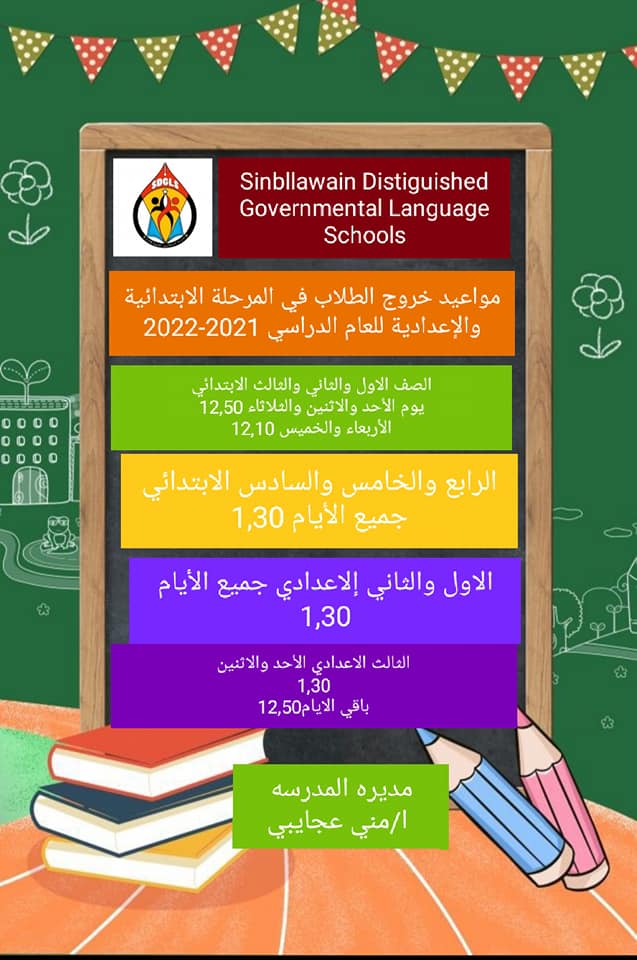 SDGLS
Sinbllawain Distiguished
Governmental Language
Schools
مواعيد خروج الطلاب في المرحلة الابتدائية
والإعدادية للعام الدراسي 2021-2022
الصف الاول والثاني والثالث الابتدائي
يوم الأحد والاثنين والثلاثاء 12,50
الأربعاء والخميس 12,10
الرابع والخامس والسادس الابتدائي
جميع الأيام 1,30
الاول والثاني إلاعدادي جميع الأيام
1,30
الثالث الاعدادي الأحد والاثنين
1,30
باقي الايام12,50
مديره المدرسه
ا/مني عجايبي